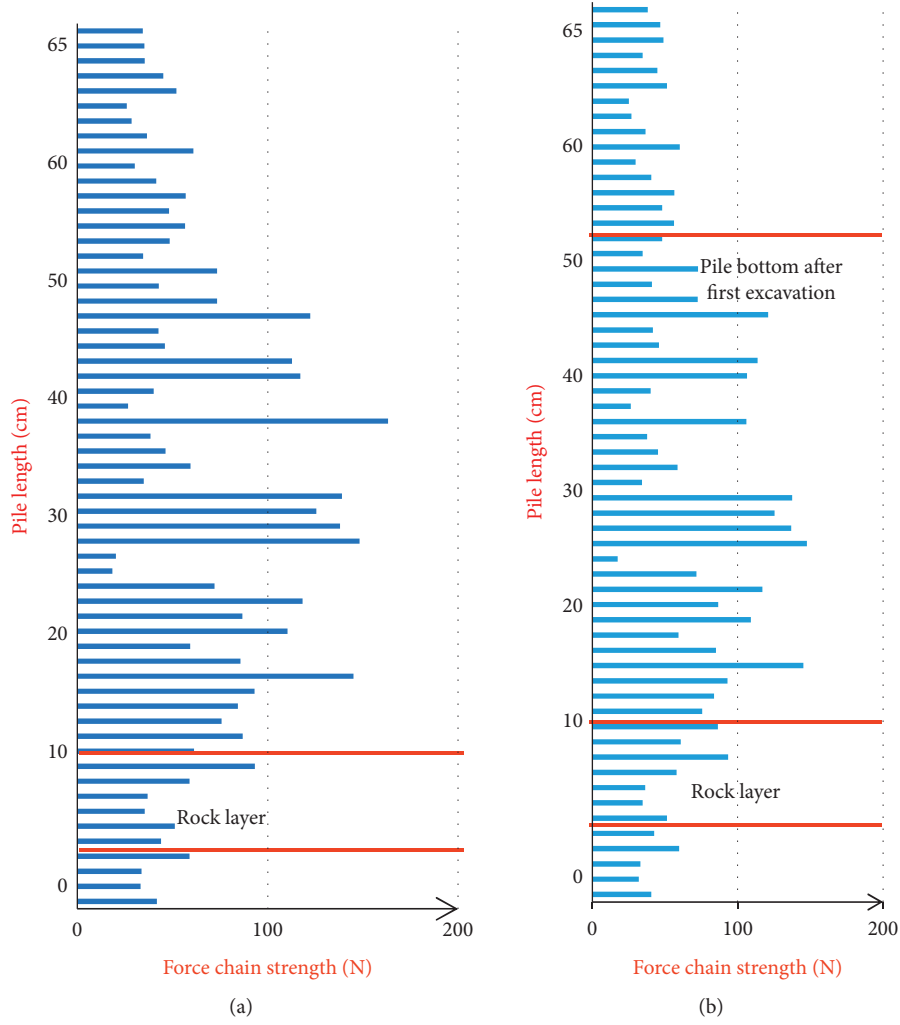 65
60
50
40
30
20
10
0
Pile length (cm)
Rock layer
0
100
200
Force chain strength (N)
(a)
65
60
50
40
30
20
10
0
Pile length (cm)
Pile bottom after
first excavation
Rock layer
0
100
200
Force chain strength (N)
(b)